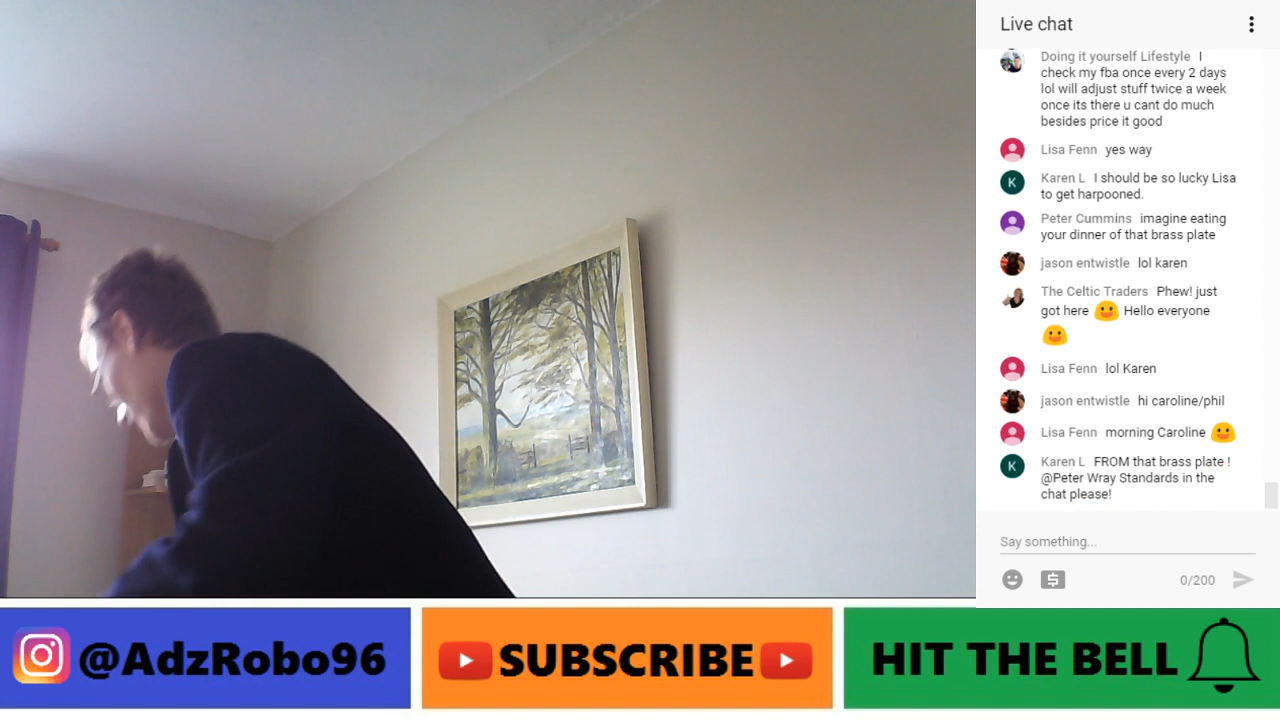 Live chat
Doing it yourself Lifestyle I
check my fba once every 2 days
lol will adjust stuff twice a week
once its there u cant do much
besides price it good
Lisa Fenn yes way
K
Karen L I should be so lucky Lisa
to get harpooned.
Peter Cummins imagine eating
your dinner of that brass plate
jason entwistle lol karen
The Celtic Traders Phew! just
got here Hello everyone
Lisa Fenn lol Karen
jason entwistle hi caroline/phil
Lisa Fenn morning Caroline
K
Karen L FROM that brass plate !
@Peter Wray Standards in the
chat please!
Say something...
0/200
@AdzRobo96
SUBSCRIBE
HIT THE BELL